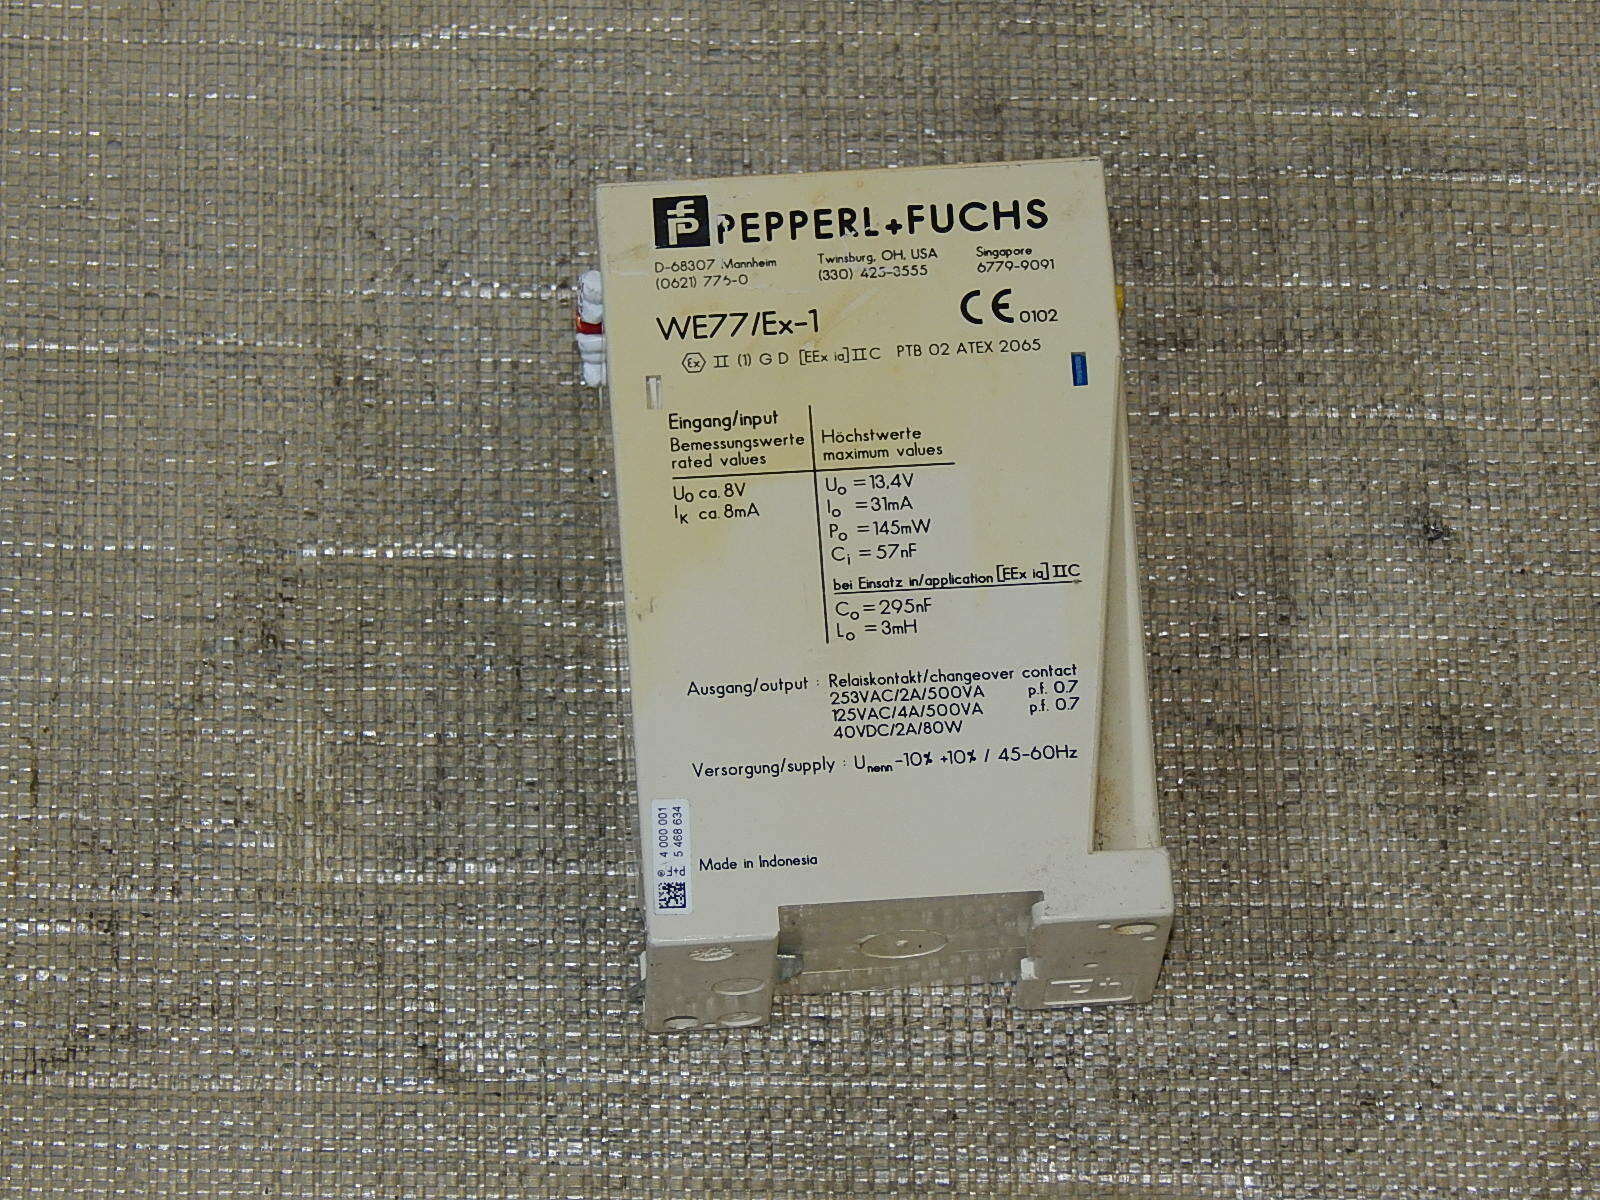 PEPPERL+FUCHS
D-68307 Mannheim Twinsburg, OH, USA Singapore
(0621) 776-0 (330) 425-3555 6779-9091
WE77/Ex-1 CE 0102
Ex II (1) G D [EEx ia] IIC PTB 02 ATEX 2065
Eingang/input
Bemessungswerte Höchstwerte
rated values maximum values
Uo ca. 8V Uo = 13,4V
IK ca. 8mA Io = 31mA
Po = 145mW
Ci = 57nF
bei Einsatz in/application [EEx ia] IIC
Co = 295nF
Lo = 3mH
Ausgang/output : Relaiskontakt/changeover contact
253VAC/2A/500VA p.f. 0.7
125VAC/4A/500VA p.f. 0.7
40VDC/2A/80W
Versorgung/supply : Unenn -10% +10% / 45-60Hz
4 000 001
5 468 634
Made in Indonesia